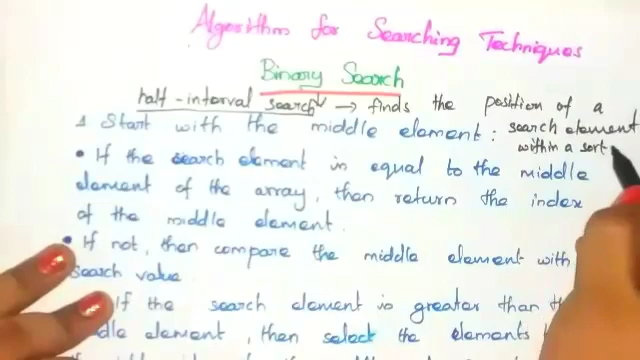 Algorithm for Searching Techniques
Binary Search
half-interval search → finds the position of a
1 Start with the middle element : search element
within a sort
• If the search element is equal to the middle
element of the array, then return the index
of the middle element.
• If not, then compare the middle element with
search value
If the search element is greater than
element, then select the elements